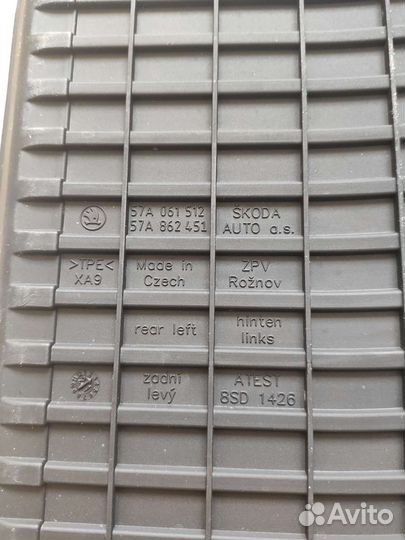 57A 061 512
57A 862 451
ŠKODA
AUTO a.s.
>TPE<
XA9
Made in
Czech
ZPV
Rožnov
rear left
hinten
links
zadní
levý
ATEST
8SD 1426
Avito